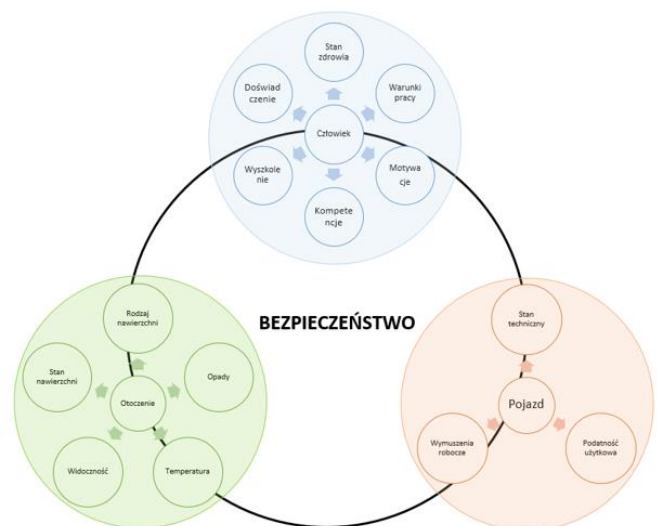 Stan
zdrowia
Doświad
czenie
Warunki
pracy
Człowiek
Wyszkole
nie
Motywa
cje
Kompete
ncje
BEZPIECZEŃSTWO
Rodzaj
nawierzchni
Stan
nawierzchni
Opady
Otoczenie
Widoczność
Temperatura
Stan
techniczny
Pojazd
Wymuszenia
robocze
Podatność
użytkowa